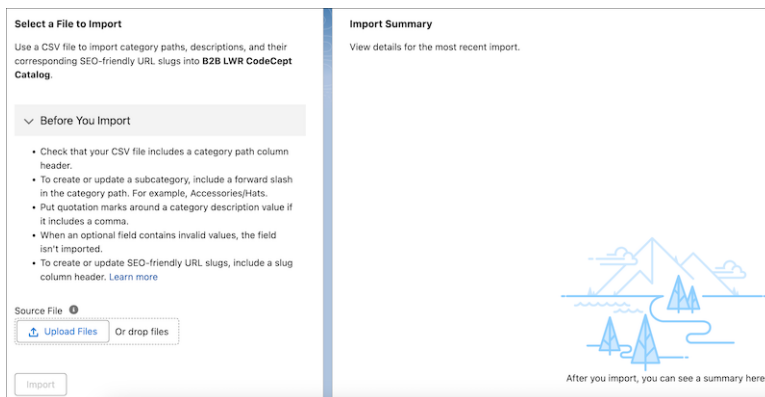 Select a File to Import
Use a CSV file to import category paths, descriptions, and their
corresponding SEO-friendly URL slugs into B2B LWR CodeCept
Catalog.
Before You Import
• Check that your CSV file includes a category path column
header.
• To create or update a subcategory, include a forward slash
in the category path. For example, Accessories/Hats.
• Put quotation marks around a category description value if
it includes a comma.
• When an optional field contains invalid values, the field
isn't imported.
• To create or update SEO-friendly URL slugs, include a slug
column header. Learn more
Source File
Upload Files Or drop files
Import
Import Summary
View details for the most recent import.
After you import, you can see a summary here